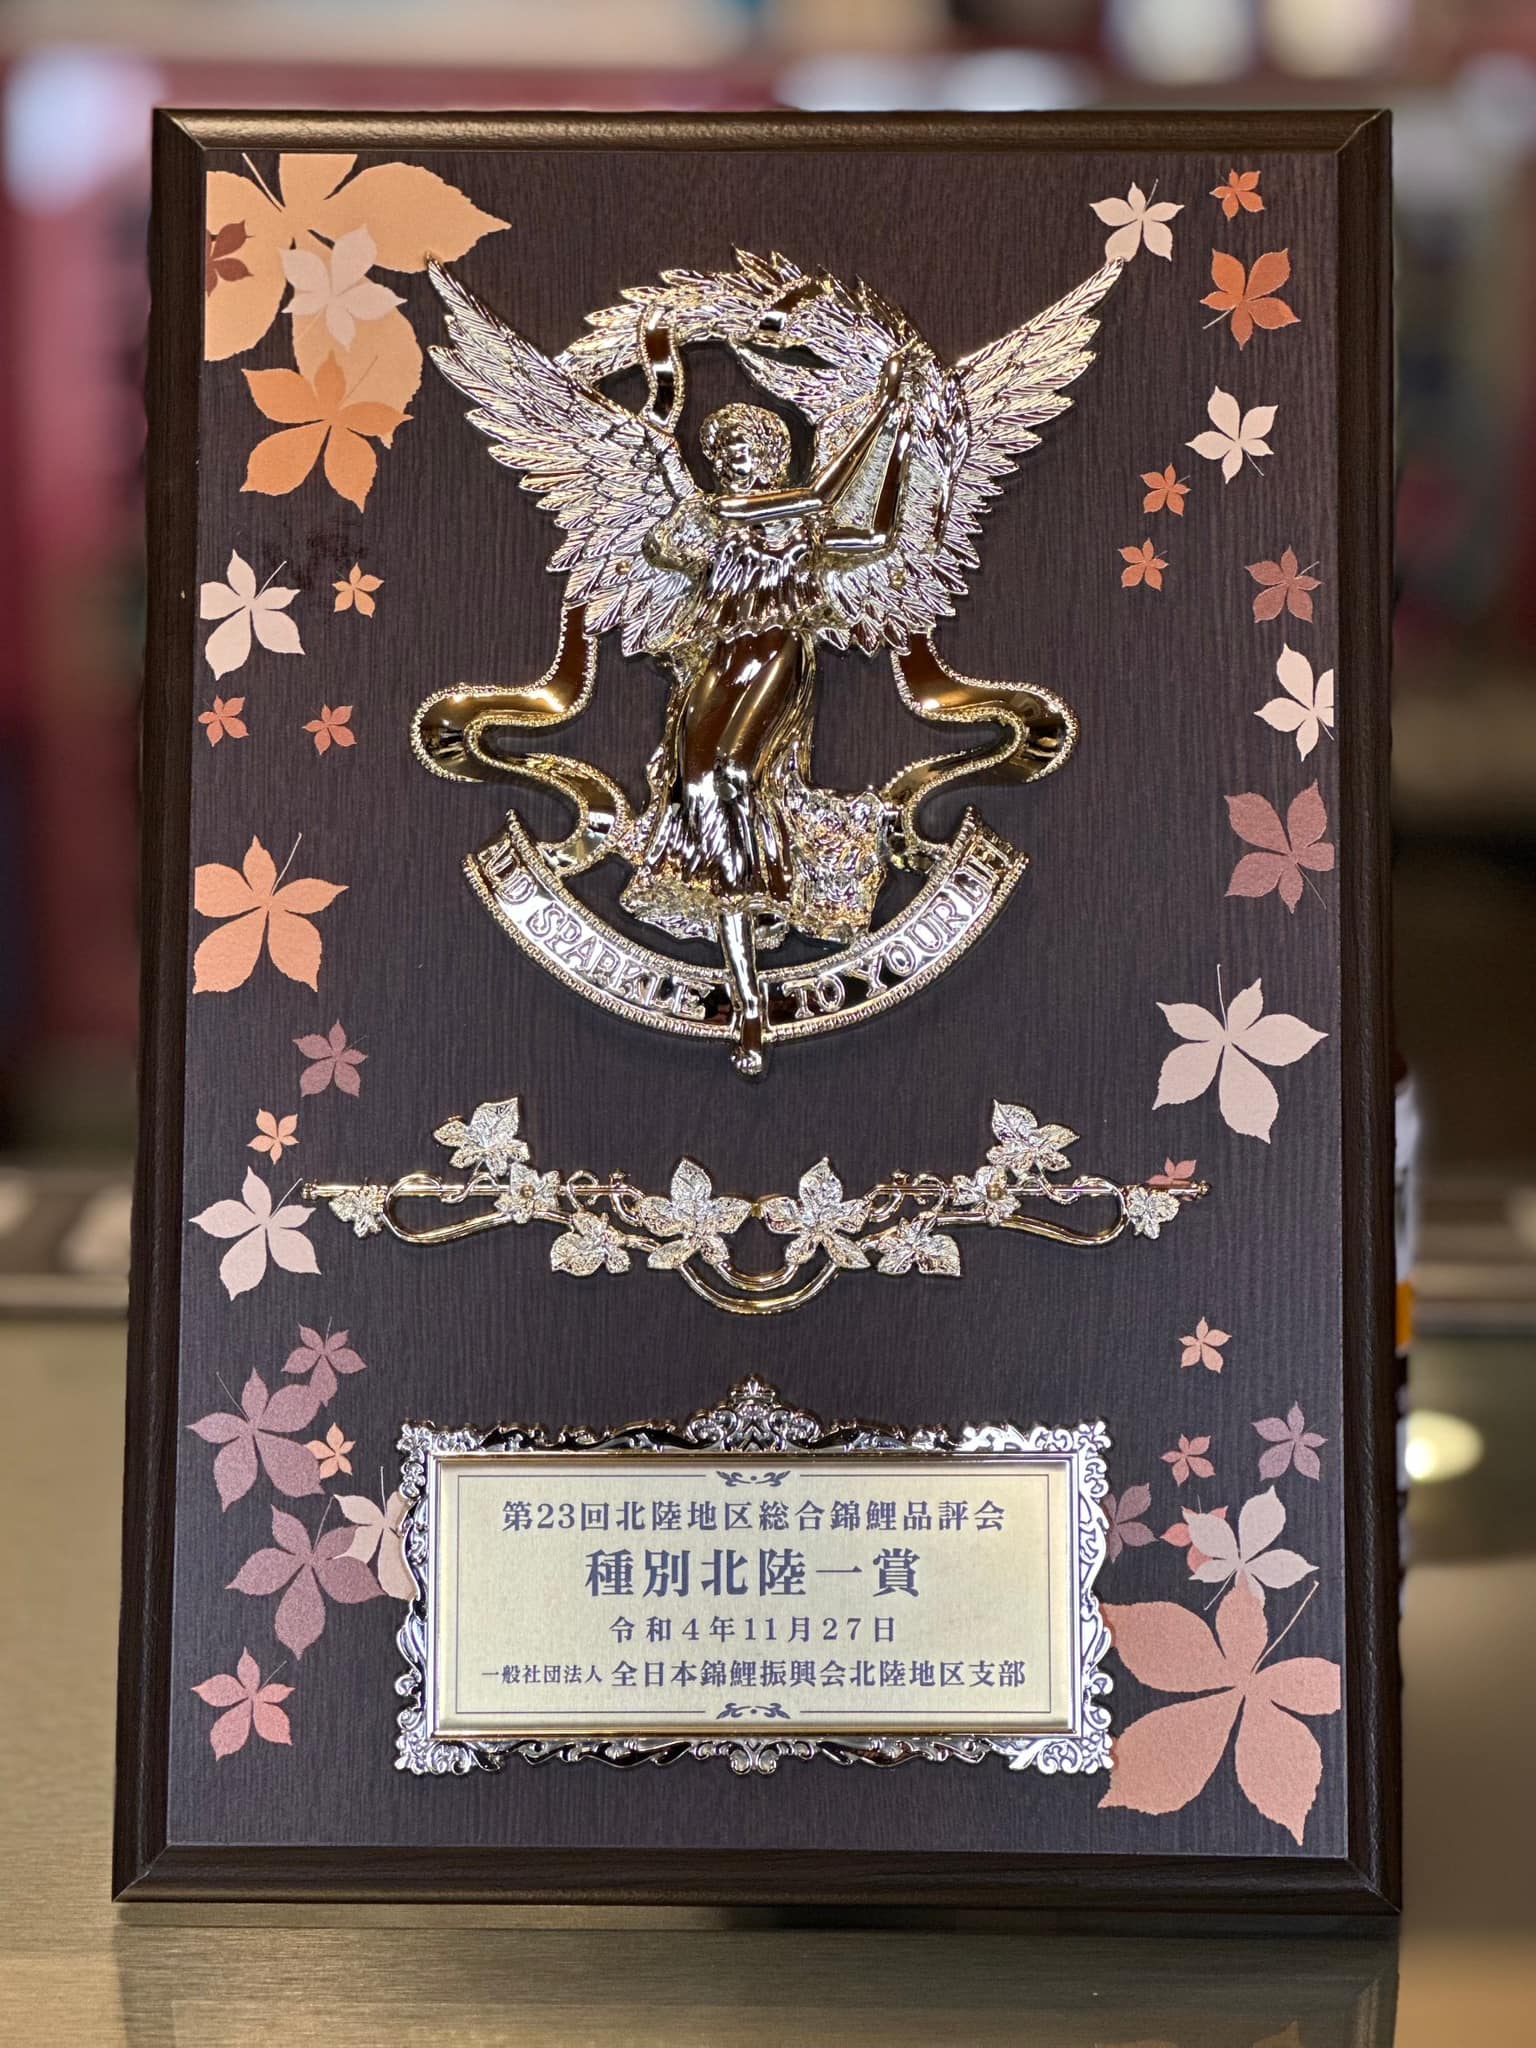 ADD SPARKLE TO YOUR LIFE
第23回北陸地区総合錦鯉品評会
種別北陸一賞
令和4年11月27日
一般社団法人 全日本錦鯉振興会北陸地区支部